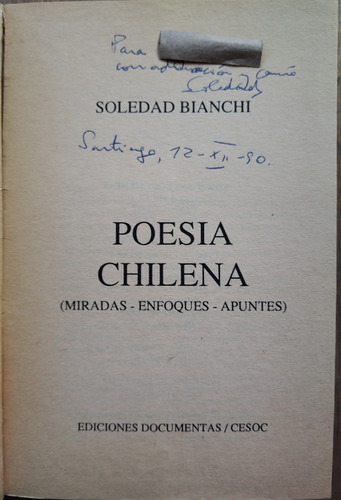 Para
con admiración y cariño
Soledad
SOLEDAD BIANCHI
Santiago, 12-XII-90.
POESIA
CHILENA
(MIRADAS - ENFOQUES - APUNTES)
EDICIONES DOCUMENTAS / CESOC